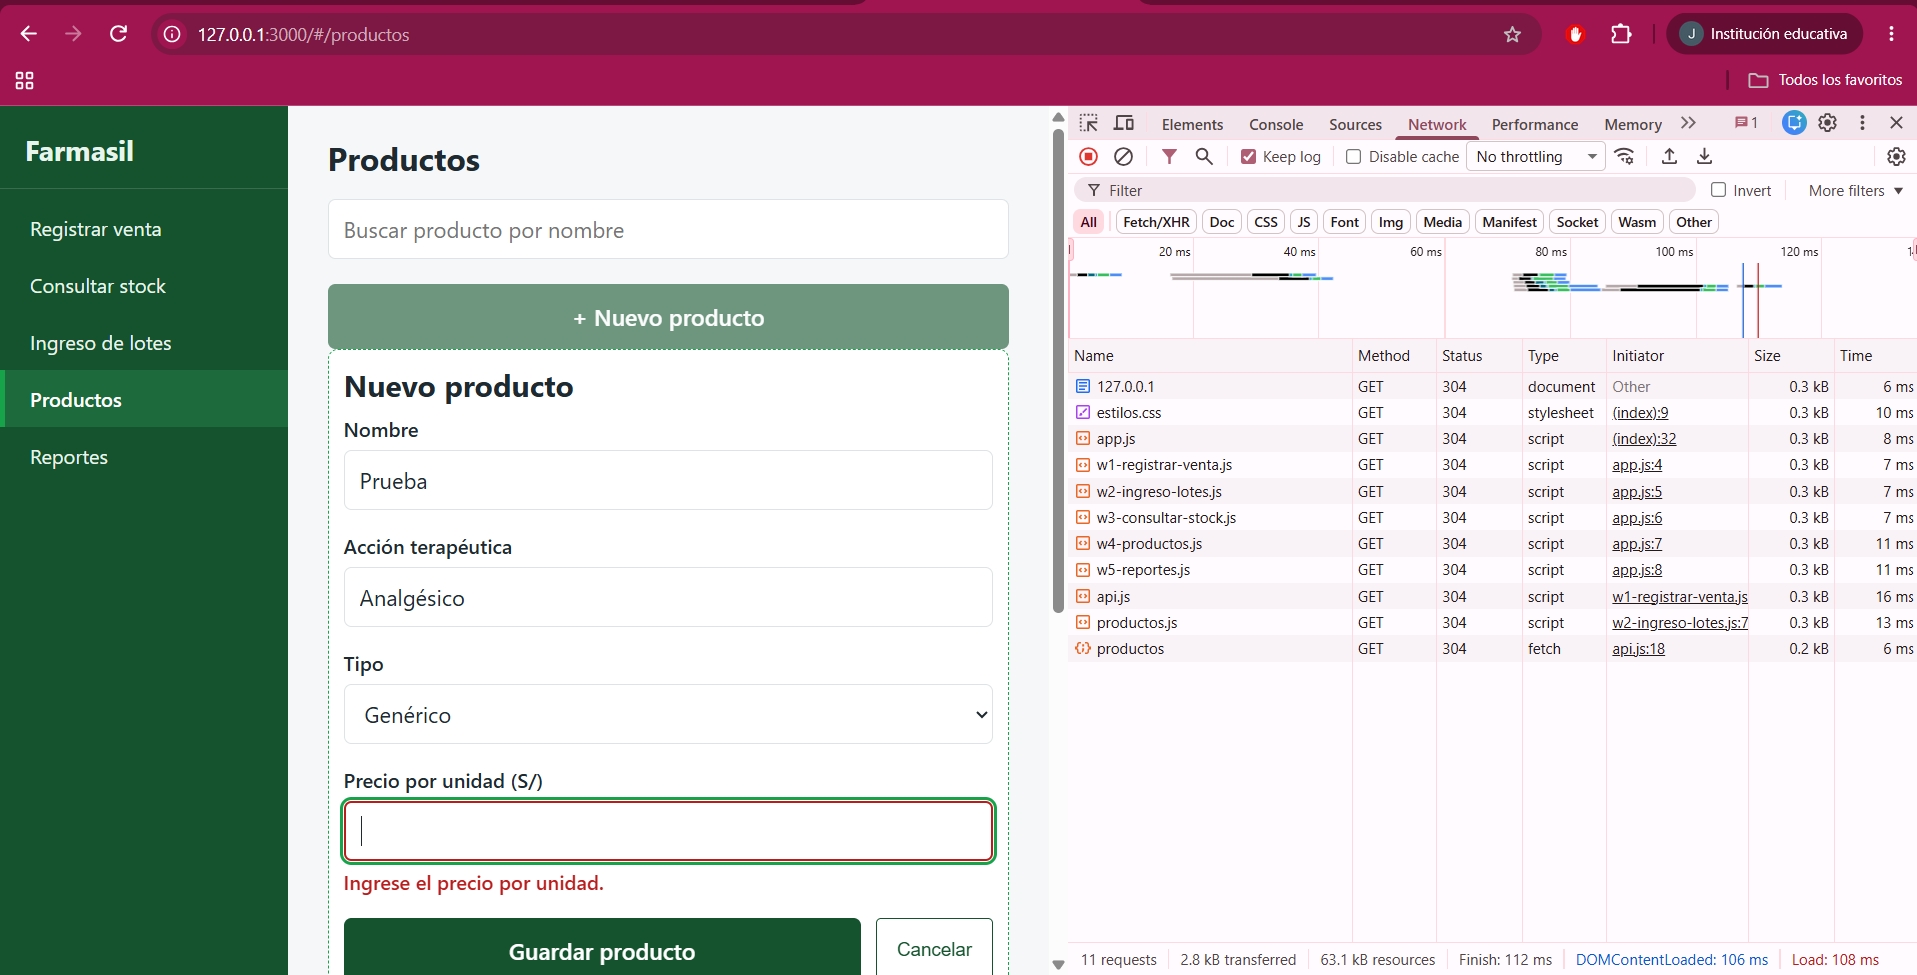 127.0.0.1:3000/#/productos
J Institución educativa
Todos los favoritos
Farmasil
Registrar venta
Consultar stock
Ingreso de lotes
Productos
Reportes
Productos
Buscar producto por nombre
+ Nuevo producto
Nuevo producto
Nombre
Prueba
Acción terapéutica
Analgésico
Tipo
Genérico
Precio por unidad (S/)
Ingrese el precio por unidad.
Guardar producto Cancelar
Elements Console Sources Network Performance Memory 1
Keep log Disable cache No throttling
Filter Invert More filters
All Fetch/XHR Doc CSS JS Font Img Media Manifest Socket Wasm Other
20 ms 40 ms 60 ms 80 ms 100 ms 120 ms
Name Method Status Type Initiator Size Time
127.0.0.1 GET 304 document Other 0.3 kB 6 ms
estilos.css GET 304 stylesheet (index):9 0.3 kB 10 ms
app.js GET 304 script (index):32 0.3 kB 8 ms
w1-registrar-venta.js GET 304 script app.js:4 0.3 kB 7 ms
w2-ingreso-lotes.js GET 304 script app.js:5 0.3 kB 7 ms
w3-consultar-stock.js GET 304 script app.js:6 0.3 kB 7 ms
w4-productos.js GET 304 script app.js:7 0.3 kB 11 ms
w5-reportes.js GET 304 script app.js:8 0.3 kB 11 ms
api.js GET 304 script w1-registrar-venta.js 0.3 kB 16 ms
productos.js GET 304 script w2-ingreso-lotes.js:7 0.3 kB 13 ms
productos GET 304 fetch api.js:18 0.2 kB 6 ms
11 requests 2.8 kB transferred 63.1 kB resources Finish: 112 ms DOMContentLoaded: 106 ms Load: 108 ms